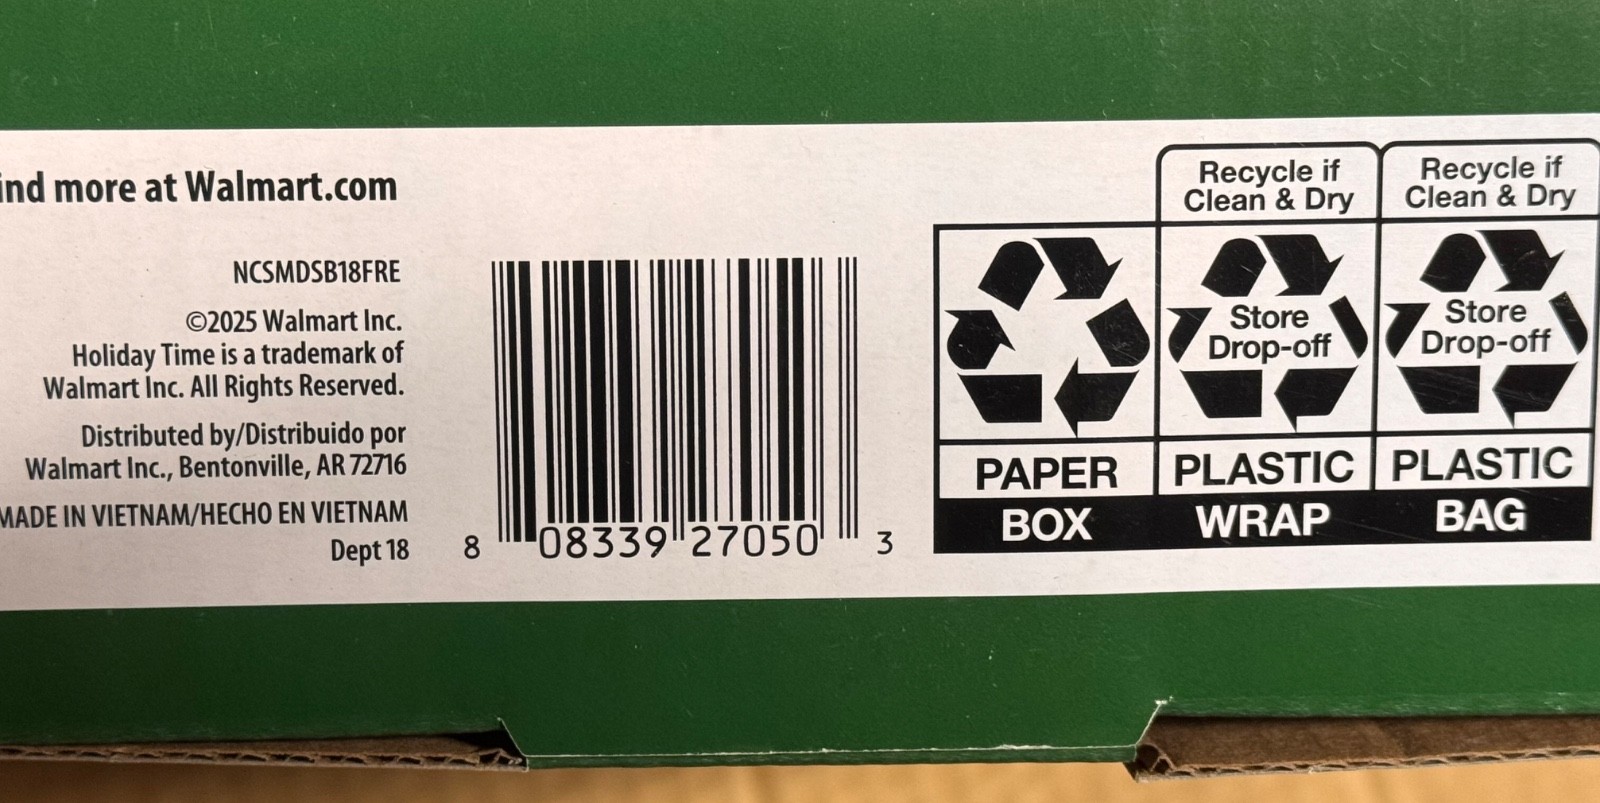 ind more at Walmart.com
NCSMDSB18FRE
©2025 Walmart Inc.
Holiday Time is a trademark of
Walmart Inc. All Rights Reserved.
Distributed by/Distribuido por
Walmart Inc., Bentonville, AR 72716
MADE IN VIETNAM/HECHO EN VIETNAM
Dept 18
8 08339 27050 3
Recycle if
Clean & Dry
Recycle if
Clean & Dry
Store
Drop-off
Store
Drop-off
PAPER
BOX
PLASTIC
WRAP
PLASTIC
BAG